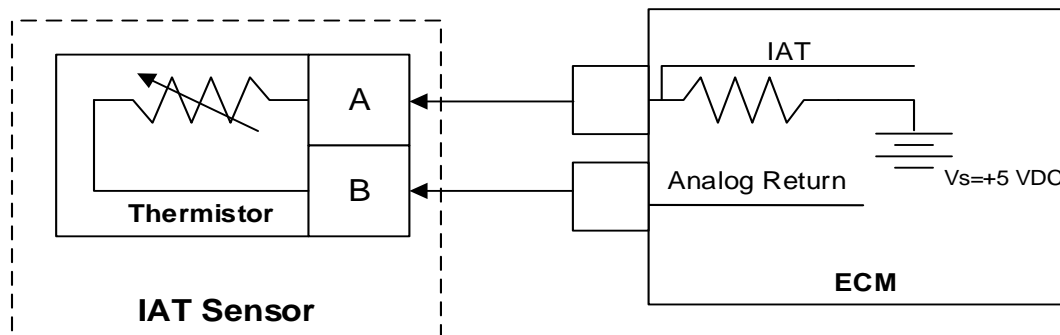 A
B
Thermistor
IAT Sensor
IAT
Analog Return
Vs=+5 VDC
ECM